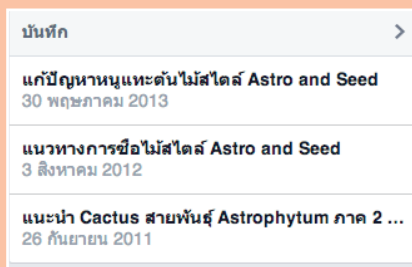 บันทึก
แก้ปัญหาหนูแทะต้นไม้สไตล์ Astro and Seed
30 พฤษภาคม 2013
แนวทางการซื้อไม้สไตล์ Astro and Seed
3 สิงหาคม 2012
แนะนำ Cactus สายพันธุ์ Astrophytum ภาค 2 ...
26 กันยายน 2011